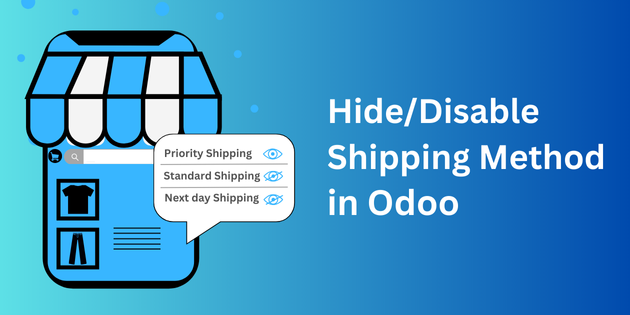 Priority Shipping
Standard Shipping
Next day Shipping
Hide/Disable
Shipping Method
in Odoo